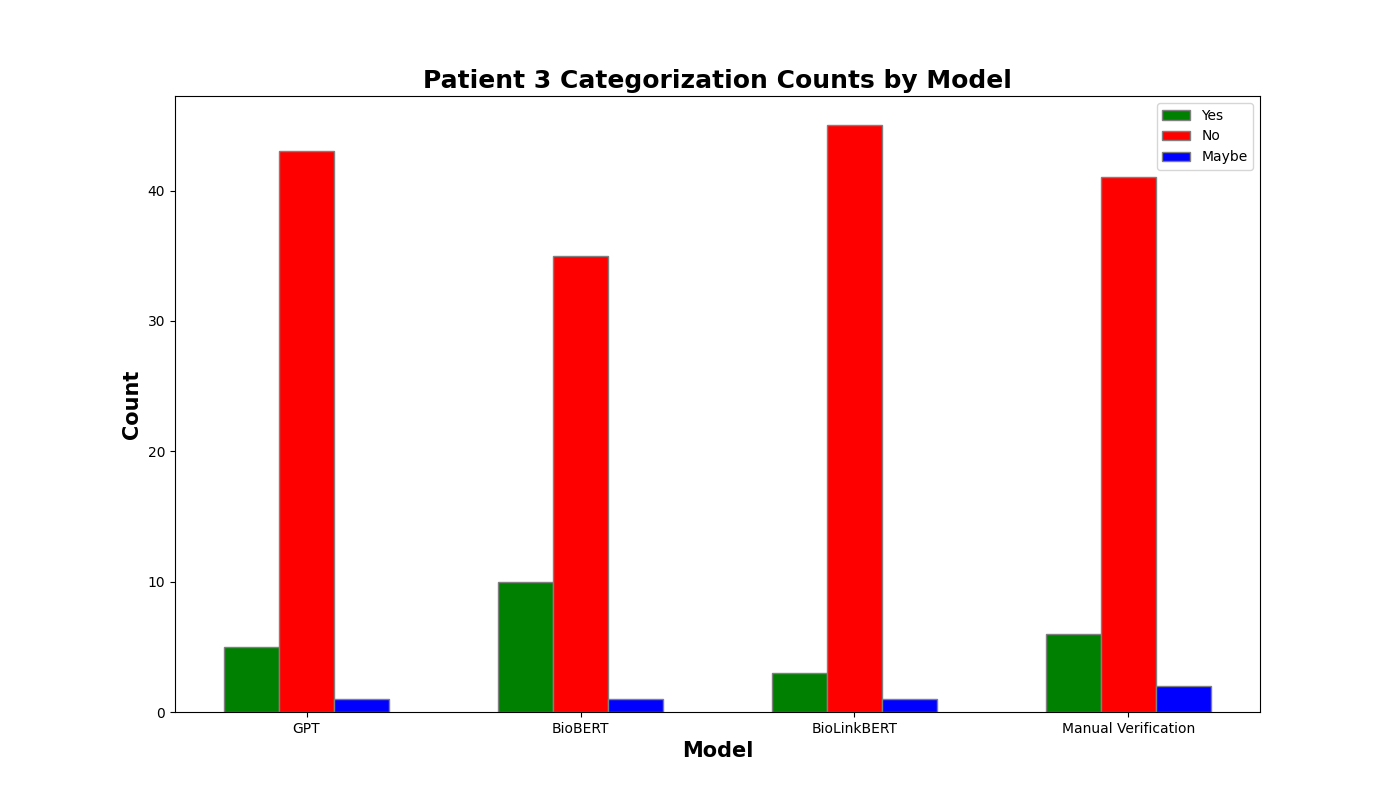 Patient 3 Categorization Counts by Model
Yes
No
Maybe
Count
40
30
20
10
0
GPT
BioBERT
BioLinkBERT
Manual Verification
Model